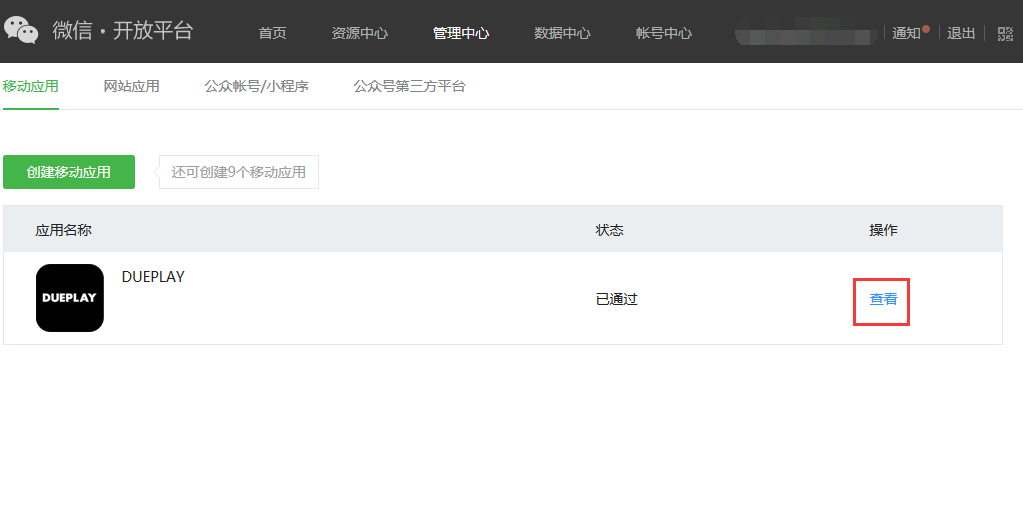 微信·开放平台 首页 资源中心 管理中心 数据中心 帐号中心 通知 退出
移动应用 网站应用 公众帐号/小程序 公众号第三方平台
创建移动应用 还可创建9个移动应用
应用名称 状态 操作
DUEPLAY DUEPLAY 已通过 查看